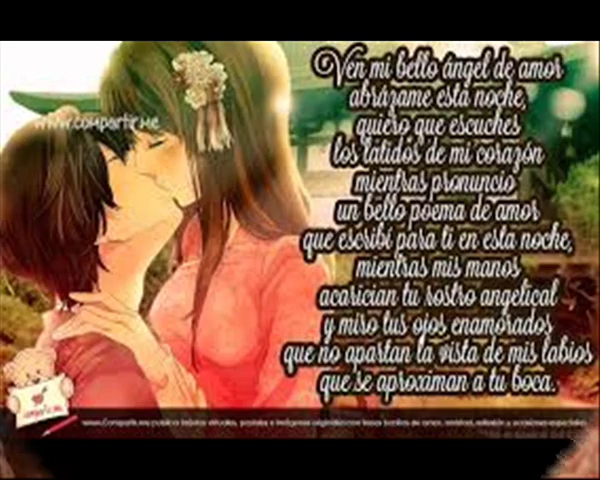 Ven mi bello ángel de amor
abrázame esta noche,
quiero que escuches
los latidos de mi corazón
mientras pronuncio
un bello poema de amor
que escribí para ti en esta noche,
mientras mis manos
acarician tu rostro angelical
y miro tus ojos enamorados
que no apartan la vista de mis labios
que se aproximan a tu boca.
www.compartir.me
compartir.me